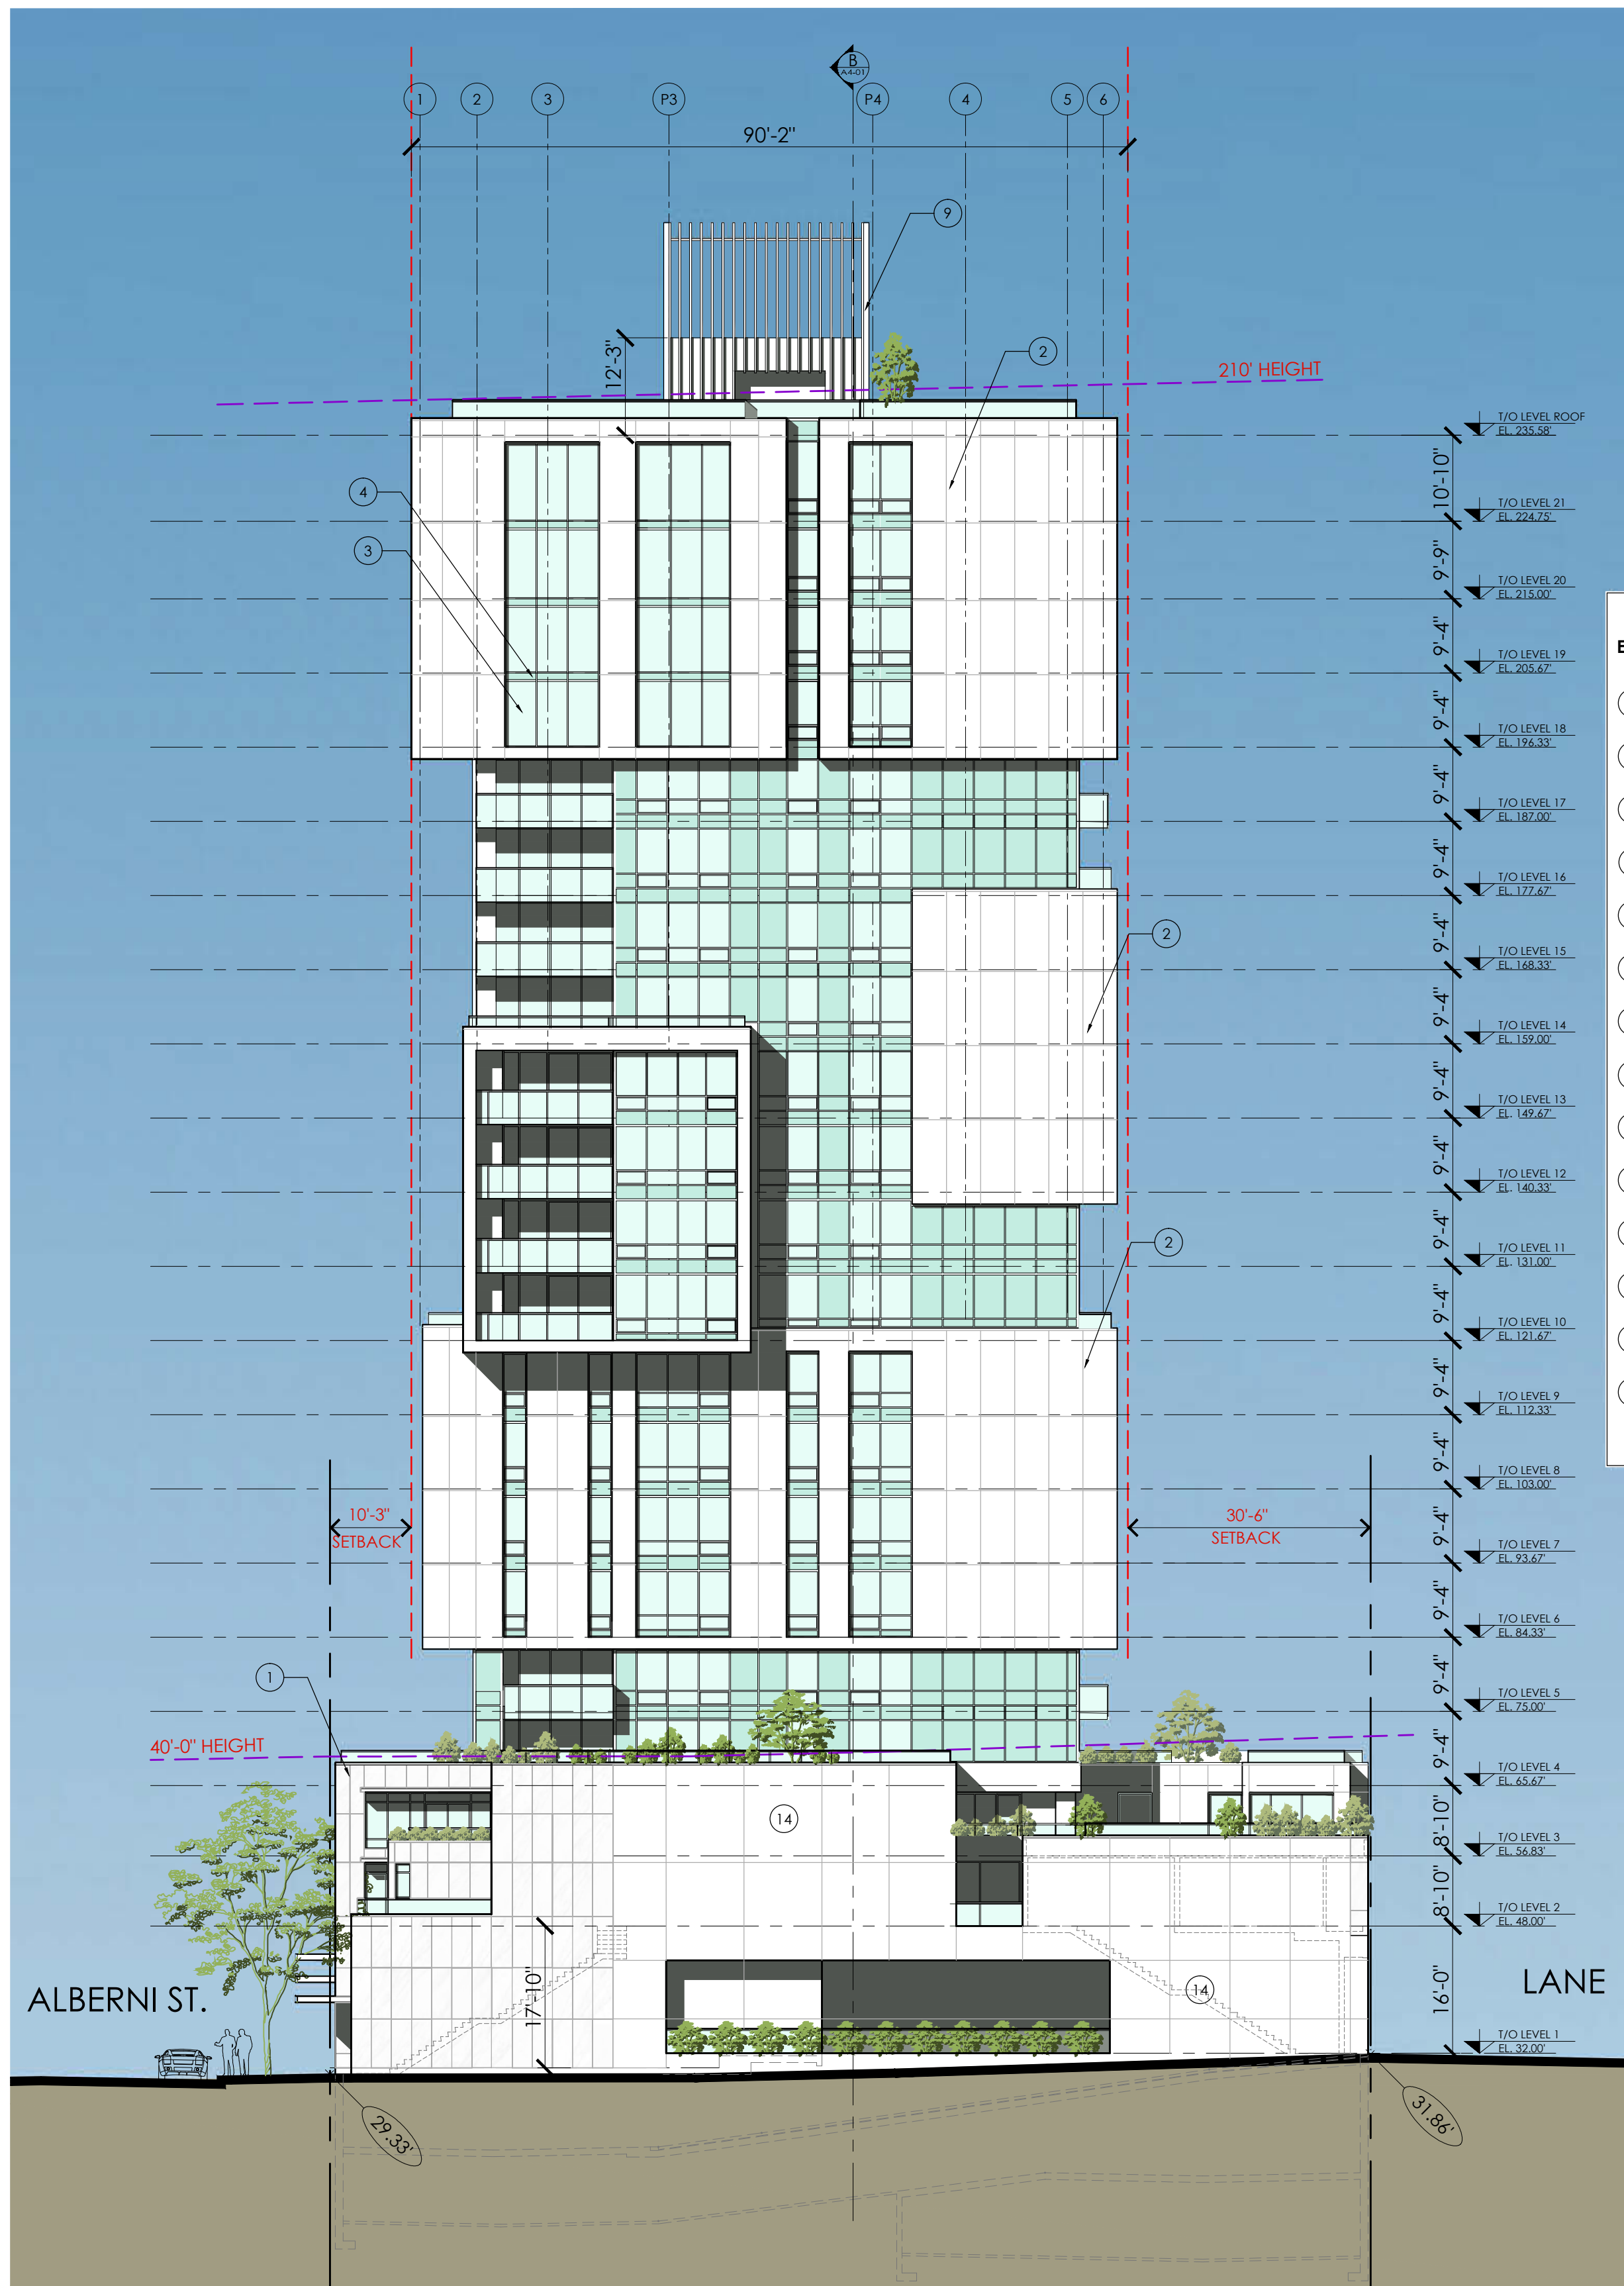 B
A4-01
1 2 3 P3 P4 4 5 6
90'-2"
9
2
12'-3"
210' HEIGHT
T/O LEVEL ROOF
EL. 235.58'
10'-10"
4
T/O LEVEL 21
EL. 224.75'
9'-9"
3
T/O LEVEL 20
EL. 215.00'
9'-4"
E
T/O LEVEL 19
EL. 205.67'
9'-4"
T/O LEVEL 18
EL. 196.33'
9'-4"
T/O LEVEL 17
EL. 187.00'
9'-4"
T/O LEVEL 16
EL. 177.67'
9'-4"
2
T/O LEVEL 15
EL. 168.33'
9'-4"
T/O LEVEL 14
EL. 159.00'
9'-4"
T/O LEVEL 13
EL. 149.67'
9'-4"
T/O LEVEL 12
EL. 140.33'
9'-4"
2
T/O LEVEL 11
EL. 131.00'
9'-4"
T/O LEVEL 10
EL. 121.67'
9'-4"
T/O LEVEL 9
EL. 112.33'
9'-4"
T/O LEVEL 8
EL. 103.00'
10'-3"
SETBACK
30'-6"
SETBACK
9'-4"
T/O LEVEL 7
EL. 93.67'
9'-4"
T/O LEVEL 6
EL. 84.33'
9'-4"
1
T/O LEVEL 5
EL. 75.00'
40'-0" HEIGHT
9'-4"
T/O LEVEL 4
EL. 65.67'
14
8'-10"
T/O LEVEL 3
EL. 56.83'
8'-10"
T/O LEVEL 2
EL. 48.00'
17'-10"
14
16'-0"
ALBERNI ST.
LANE
T/O LEVEL 1
EL. 32.00'
29.33'
31.86'